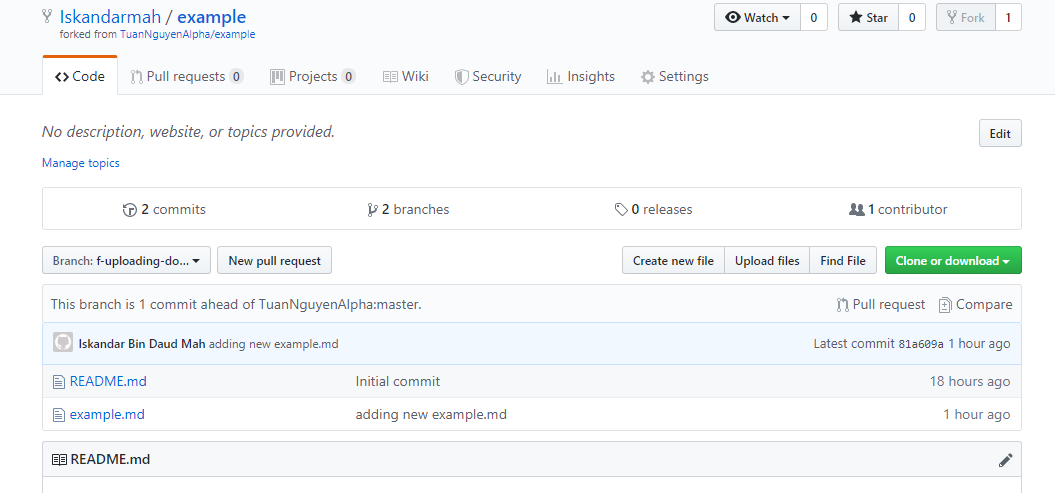 Iskandarmah / example
Watch 0 Star 0 Fork 1
forked from TuanNguyenAlpha/example
Code Pull requests 0 Projects 0 Wiki Security Insights Settings
No description, website, or topics provided. Edit
Manage topics
2 commits 2 branches 0 releases 1 contributor
Branch: f-uploading-do... New pull request Create new file Upload files Find File Clone or download
This branch is 1 commit ahead of TuanNguyenAlpha:master. Pull request Compare
Iskandar Bin Daud Mah adding new example.md Latest commit 81a609a 1 hour ago
README.md Initial commit 18 hours ago
example.md adding new example.md 1 hour ago
README.md